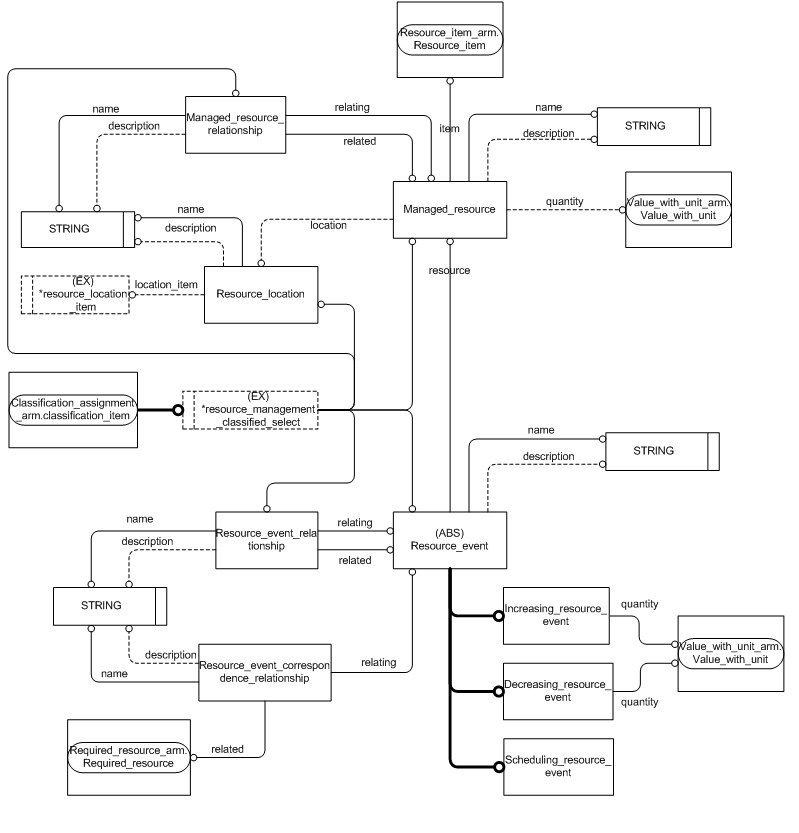 Resource_item_arm.
Resource_item
name
description
Managed_resource_
relationship
relating
related
item
name
description
STRING
STRING
name
description
location
Managed_resource
quantity
Value_with_unit_arm.
Value_with_unit
(EX)
*resource_location
_item
location_item
Resource_location
resource
Classification_assignment
_arm.classification_item
(EX)
*resource_management
_classified_select
name
description
STRING
name
description
Resource_event_rela
tionship
relating
related
(ABS)
Resource_event
STRING
Increasing_resource_
event
quantity
description
name
Resource_event_correspon
dence_relationship
relating
Decreasing_resource_
event
quantity
Value_with_unit_arm.
Value_with_unit
Required_resource_arm.
Required_resource
related
Scheduling_resource_
event